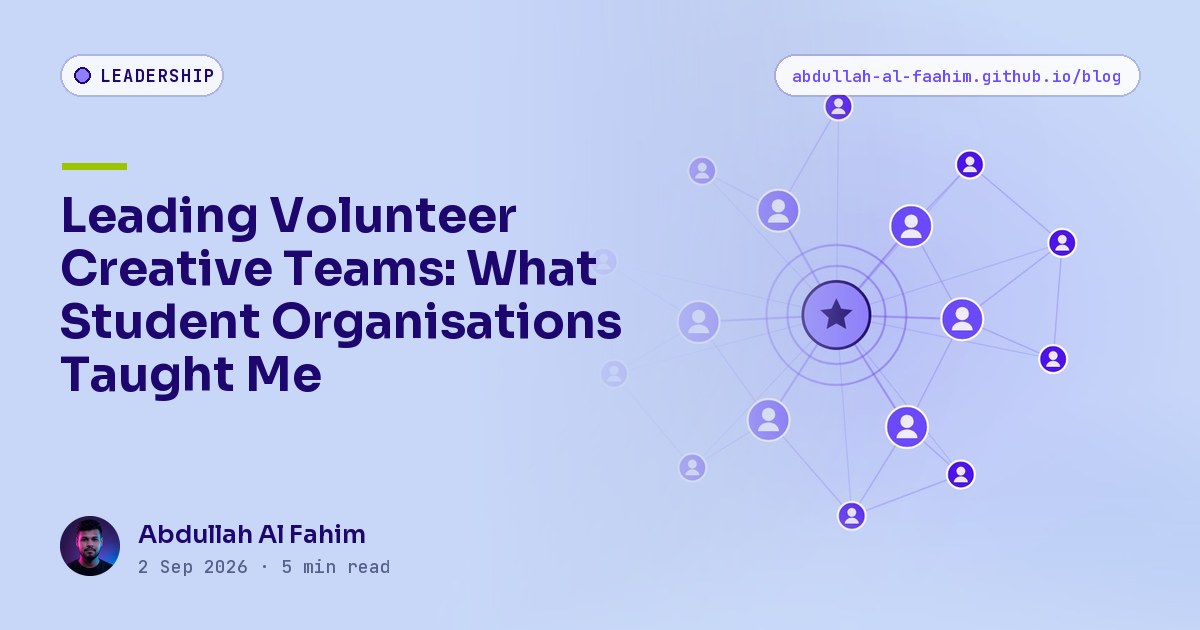 LEADERSHIP
abdullah-al-faahim.github.io/blog
Leading Volunteer
Creative Teams: What
Student Organisations
Taught Me
Abdullah Al Fahim
2 Sep 2026 · 5 min read